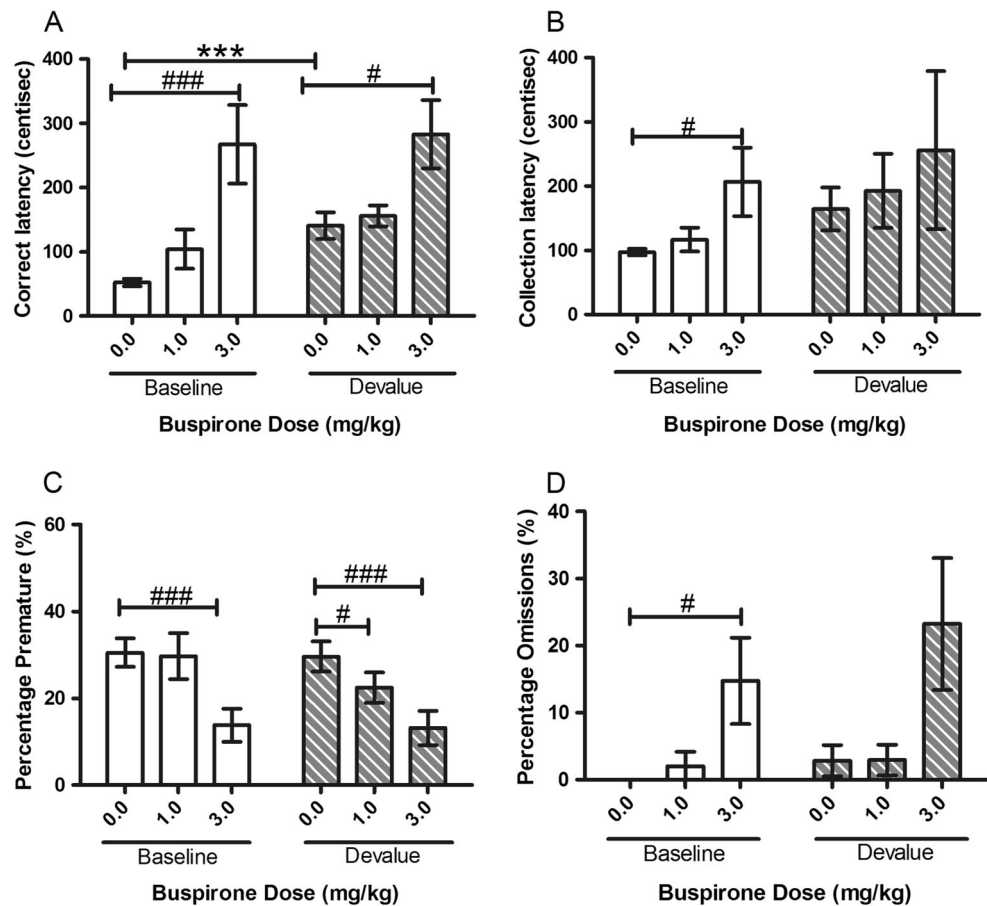 A
Correct latency (centisec)
400
300
200
100
0
***
###
#
0.0 1.0 3.0 0.0 1.0 3.0
Baseline Devalue
Buspirone Dose (mg/kg)
B
Collection latency (centisec)
400
300
200
100
0
#
0.0 1.0 3.0 0.0 1.0 3.0
Baseline Devalue
Buspirone Dose (mg/kg)
C
Percentage Premature (%)
60
40
20
0
###
###
#
0.0 1.0 3.0 0.0 1.0 3.0
Baseline Devalue
Buspirone Dose (mg/kg)
D
Percentage Omissions (%)
40
30
20
10
0
#
0.0 1.0 3.0 0.0 1.0 3.0
Baseline Devalue
Buspirone Dose (mg/kg)